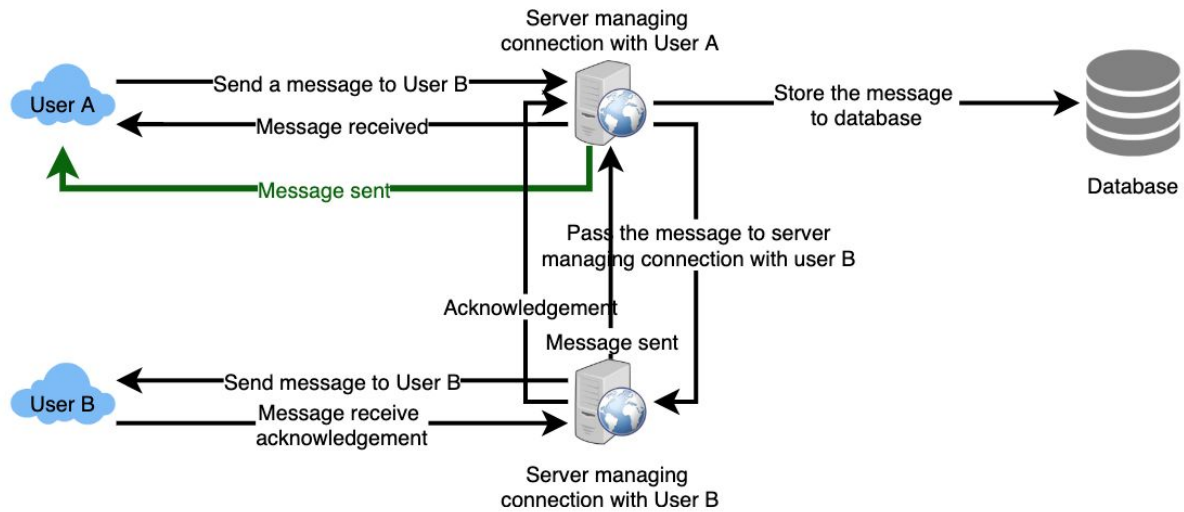 Server managing
connection with User A
User A
Send a message to User B
Message received
Store the message
to database
Message sent
Database
Pass the message to server
managing connection with user B
Acknowledgement
Message sent
User B
Send message to User B
Message receive
acknowledgement
Server managing
connection with User B